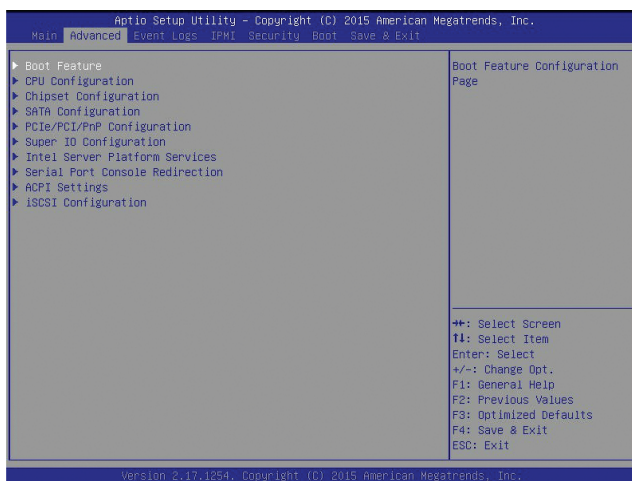 Aptio Setup Utility – Copyright (C) 2015 American Megatrends, Inc.
Main Advanced Event Logs IPMI Security Boot Save & Exit
Boot Feature
CPU Configuration
Chipset Configuration
SATA Configuration
PCIe/PCI/PnP Configuration
Super IO Configuration
Intel Server Platform Services
Serial Port Console Redirection
ACPI Settings
iSCSI Configuration
Boot Feature Configuration
Page
→←: Select Screen
↑↓: Select Item
Enter: Select
+/-: Change Opt.
F1: General Help
F2: Previous Values
F3: Optimized Defaults
F4: Save & Exit
ESC: Exit
Version 2.17.1254. Copyright (C) 2015 American Megatrends, Inc.